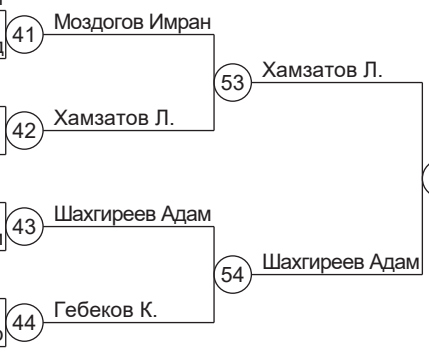 41 Моздогов Имран
53 Хамзатов Л.
42 Хамзатов Л.
43 Шахгиреев Адам
54 Шахгиреев Адам
44 Гебеков К.